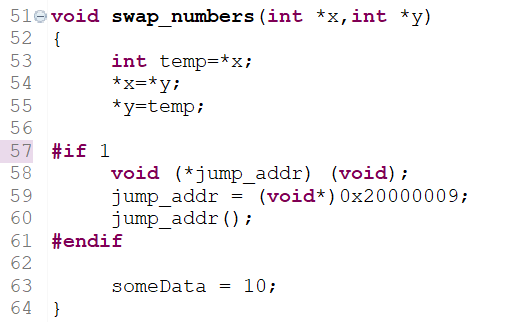 51 void swap_numbers(int *x,int *y)
52 {
53 int temp=*x;
54 *x=*y;
55 *y=temp;
56
57 #if 1
58 void (*jump_addr) (void);
59 jump_addr = (void*)0x20000009;
60 jump_addr();
61 #endif
62
63 someData = 10;
64 }